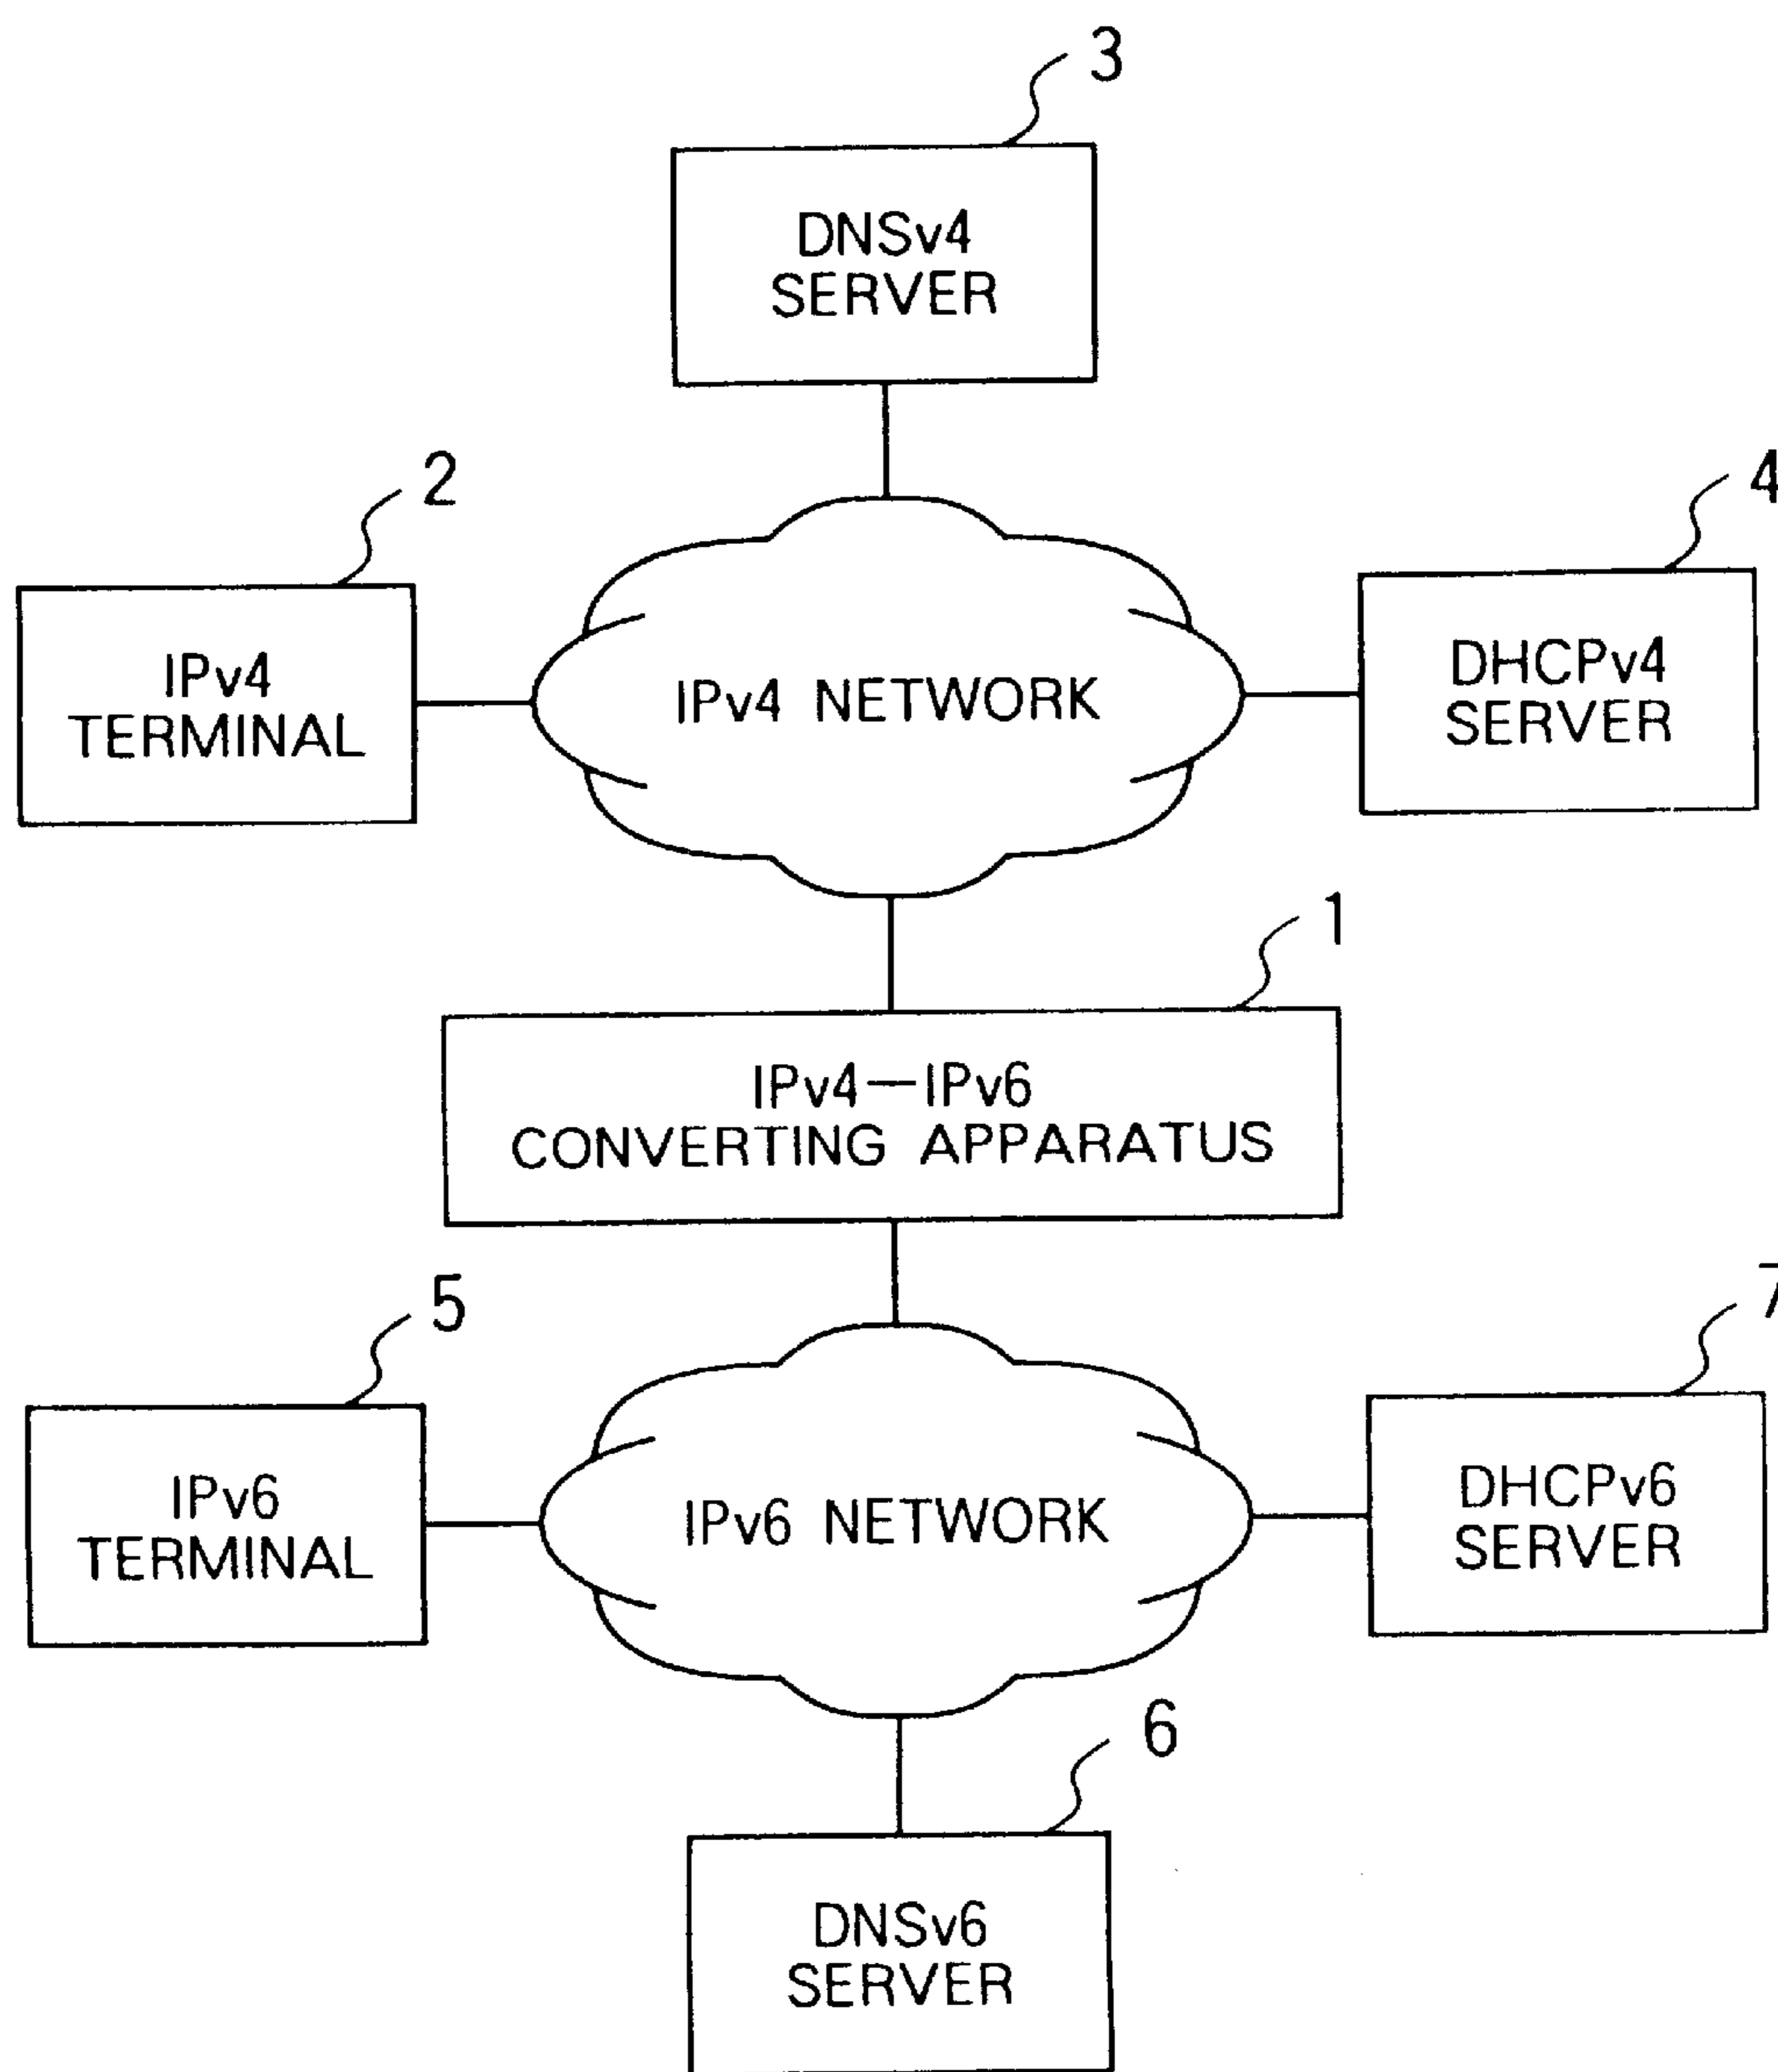 3
DNSv4
SERVER
2
4
IPv4
TERMINAL
IPv4 NETWORK
DHCPv4
SERVER
1
IPv4—IPv6
CONVERTING APPARATUS
5
7
IPv6
TERMINAL
IPv6 NETWORK
DHCPv6
SERVER
6
DNSv6
SERVER